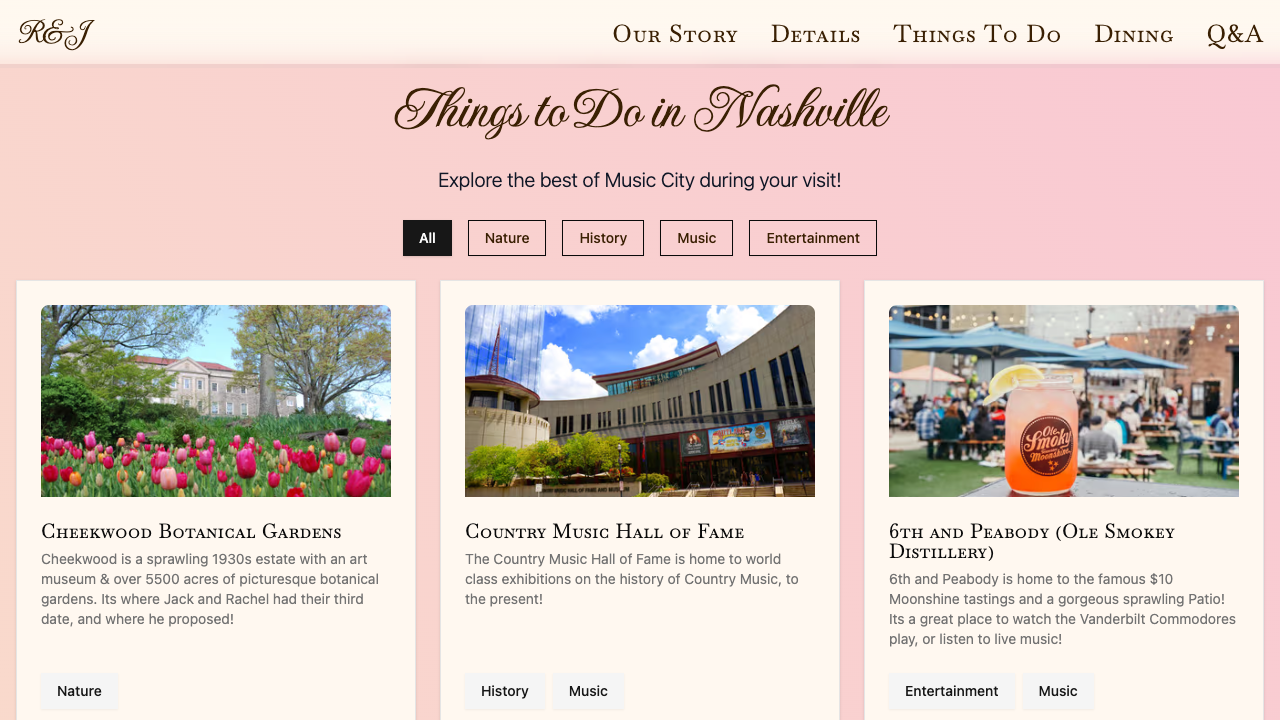 R&J
Our Story Details Things To Do Dining Q&A
Things to Do in Nashville
Explore the best of Music City during your visit!
All Nature History Music Entertainment
Ole
Smoky
Moonshine
Cheekwood Botanical Gardens
Cheekwood is a sprawling 1930s estate with an art
museum & over 5500 acres of picturesque botanical
gardens. Its where Jack and Rachel had their third
date, and where he proposed!
Nature
Country Music Hall of Fame
The Country Music Hall of Fame is home to world
class exhibitions on the history of Country Music, to
the present!
History Music
6th and Peabody (Ole Smokey
Distillery)
6th and Peabody is home to the famous $10
Moonshine tastings and a gorgeous sprawling Patio!
Its a great place to watch the Vanderbilt Commodores
play, or listen to live music!
Entertainment Music